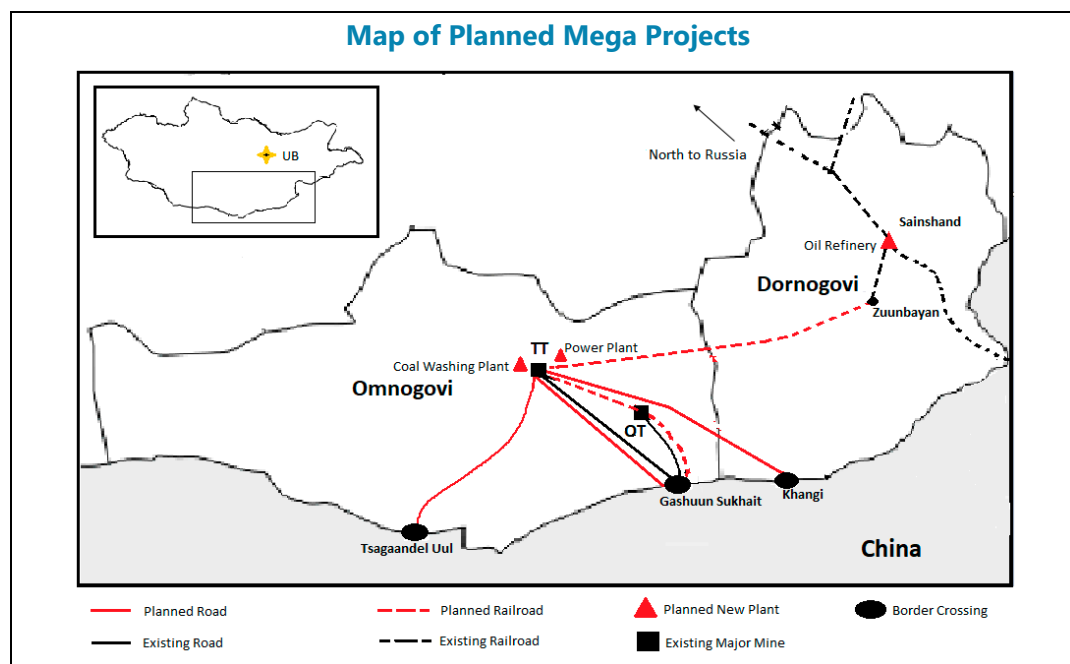 Map of Planned Mega Projects
UB
North to Russia
Sainshand
Oil Refinery
Dornogovi
Zuunbayan
TT
Power Plant
Coal Washing Plant
Omnogovi
OT
Gashuun Sukhait
Khangi
Tsagaandel Uul
China
Planned Road
Planned Railroad
Planned New Plant
Border Crossing
Existing Road
Existing Railroad
Existing Major Mine